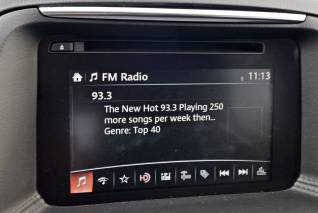 FM Radio 11:13
93.3
The New Hot 93.3 Playing 250
more songs per week then...
Genre: Top 40